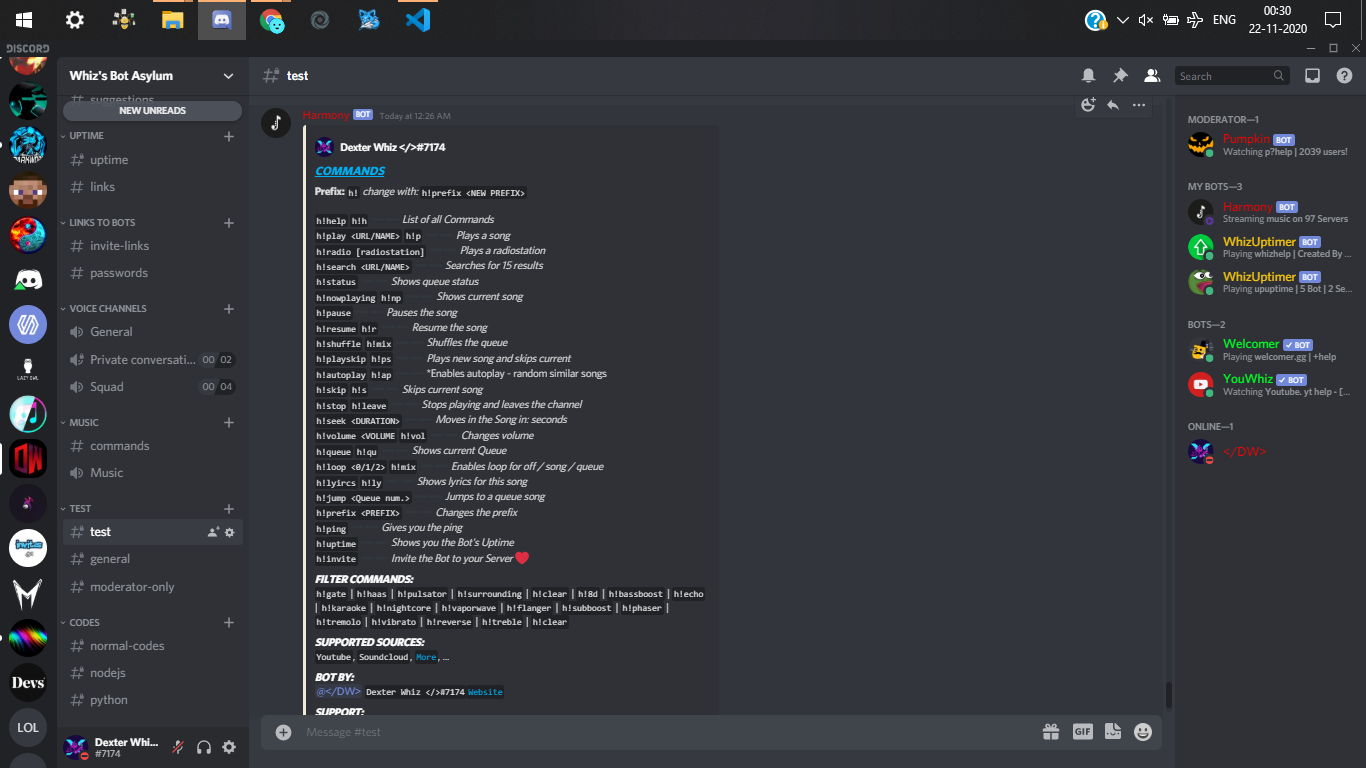 ENG
00:30
22-11-2020
DISCORD
Whiz's Bot Asylum
suggestions
NEW UNREADS
UPTIME
uptime
links
LINKS TO BOTS
invite-links
passwords
VOICE CHANNELS
General
Private conversati... 00 02
Squad 00 04
MUSIC
commands
Music
TEST
test
general
moderator-only
CODES
normal-codes
nodejs
python
LAZY OWL
DW
Devs
LOL
Dexter Whi...
#7174
test
Search
Harmony BOT Today at 12:26 AM
Dexter Whiz </>#7174
COMMANDS
Prefix: h! change with: h!prefix <NEW PREFIX>
h!help h!h List of all Commands
h!play <URL/NAME> h!p Plays a song
h!radio [radiostation] Plays a radiostation
h!search <URL/NAME> Searches for 15 results
h!status Shows queue status
h!nowplaying h!np Shows current song
h!pause Pauses the song
h!resume h!r Resume the song
h!shuffle h!mix Shuffles the queue
h!playskip h!ps Plays new song and skips current
h!autoplay h!ap *Enables autoplay - random similar songs
h!skip h!s Skips current song
h!stop h!leave Stops playing and leaves the channel
h!seek <DURATION> Moves in the Song in: seconds
h!volume <VOLUME h!vol Changes volume
h!queue h!qu Shows current Queue
h!loop <0/1/2> h!mix Enables loop for off / song / queue
h!lyircs h!ly Shows lyrics for this song
h!jump <Queue num.> Jumps to a queue song
h!prefix <PREFIX> Changes the prefix
h!ping Gives you the ping
h!uptime Shows you the Bot's Uptime
h!invite Invite the Bot to your Server ❤️
FILTER COMMANDS:
h!gate | h!haas | h!pulsator | h!surrounding | h!clear | h!8d | h!bassboost | h!echo
| h!karaoke | h!nightcore | h!vaporwave | h!flanger | h!subboost | h!phaser |
h!tremolo | h!vibrato | h!reverse | h!treble | h!clear
SUPPORTED SOURCES:
Youtube, Soundcloud, More, ...
BOT BY:
@</DW> Dexter Whiz </>#7174 Website
SUPPORT:
Message #test
GIF
MODERATOR—1
Pumpkin BOT
Watching p?help | 2039 users!
MY BOTS—3
Harmony BOT
Streaming music on 97 Servers
WhizUptimer BOT
Playing whizhelp | Created By ...
WhizUptimer BOT
Playing upuptime | 5 Bot | 2 Se...
BOTS—2
Welcomer ✓ BOT
Playing welcomer.gg | +help
YouWhiz ✓ BOT
Watching Youtube. yt help - [...
ONLINE—1
</DW>